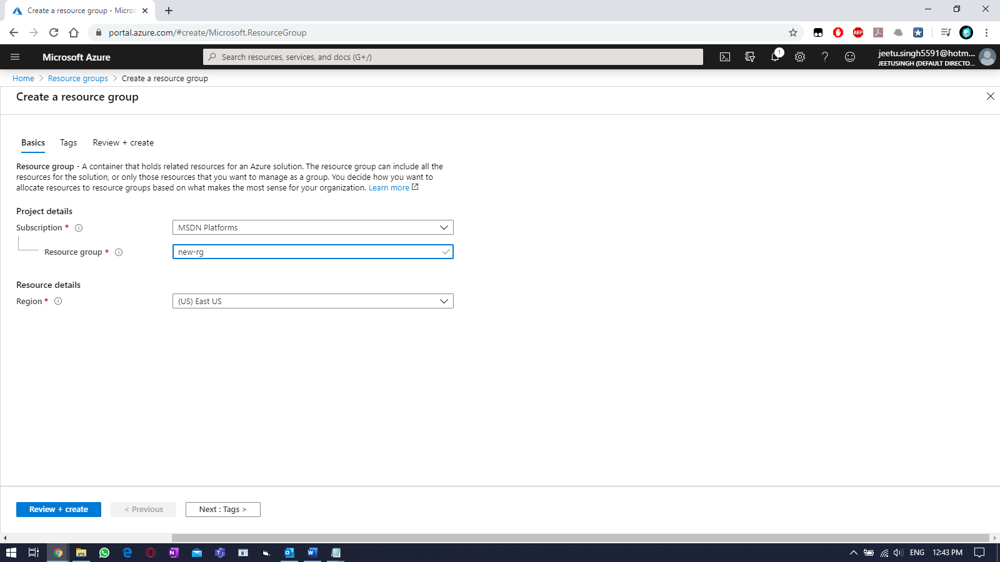 Create a resource group - Micros
portal.azure.com/#create/Microsoft.ResourceGroup
ABP
Microsoft Azure
Search resources, services, and docs (G+/)
1
jeetu.singh5591@hotm...
JEETUSINGH (DEFAULT DIRECTO...
Home > Resource groups > Create a resource group
Create a resource group
Basics Tags Review + create
Resource group - A container that holds related resources for an Azure solution. The resource group can include all the
resources for the solution, or only those resources that you want to manage as a group. You decide how you want to
allocate resources to resource groups based on what makes the most sense for your organization. Learn more
Project details
Subscription * MSDN Platforms
Resource group * new-rg
Resource details
Region * (US) East US
Review + create < Previous Next : Tags >
ENG 12:43 PM